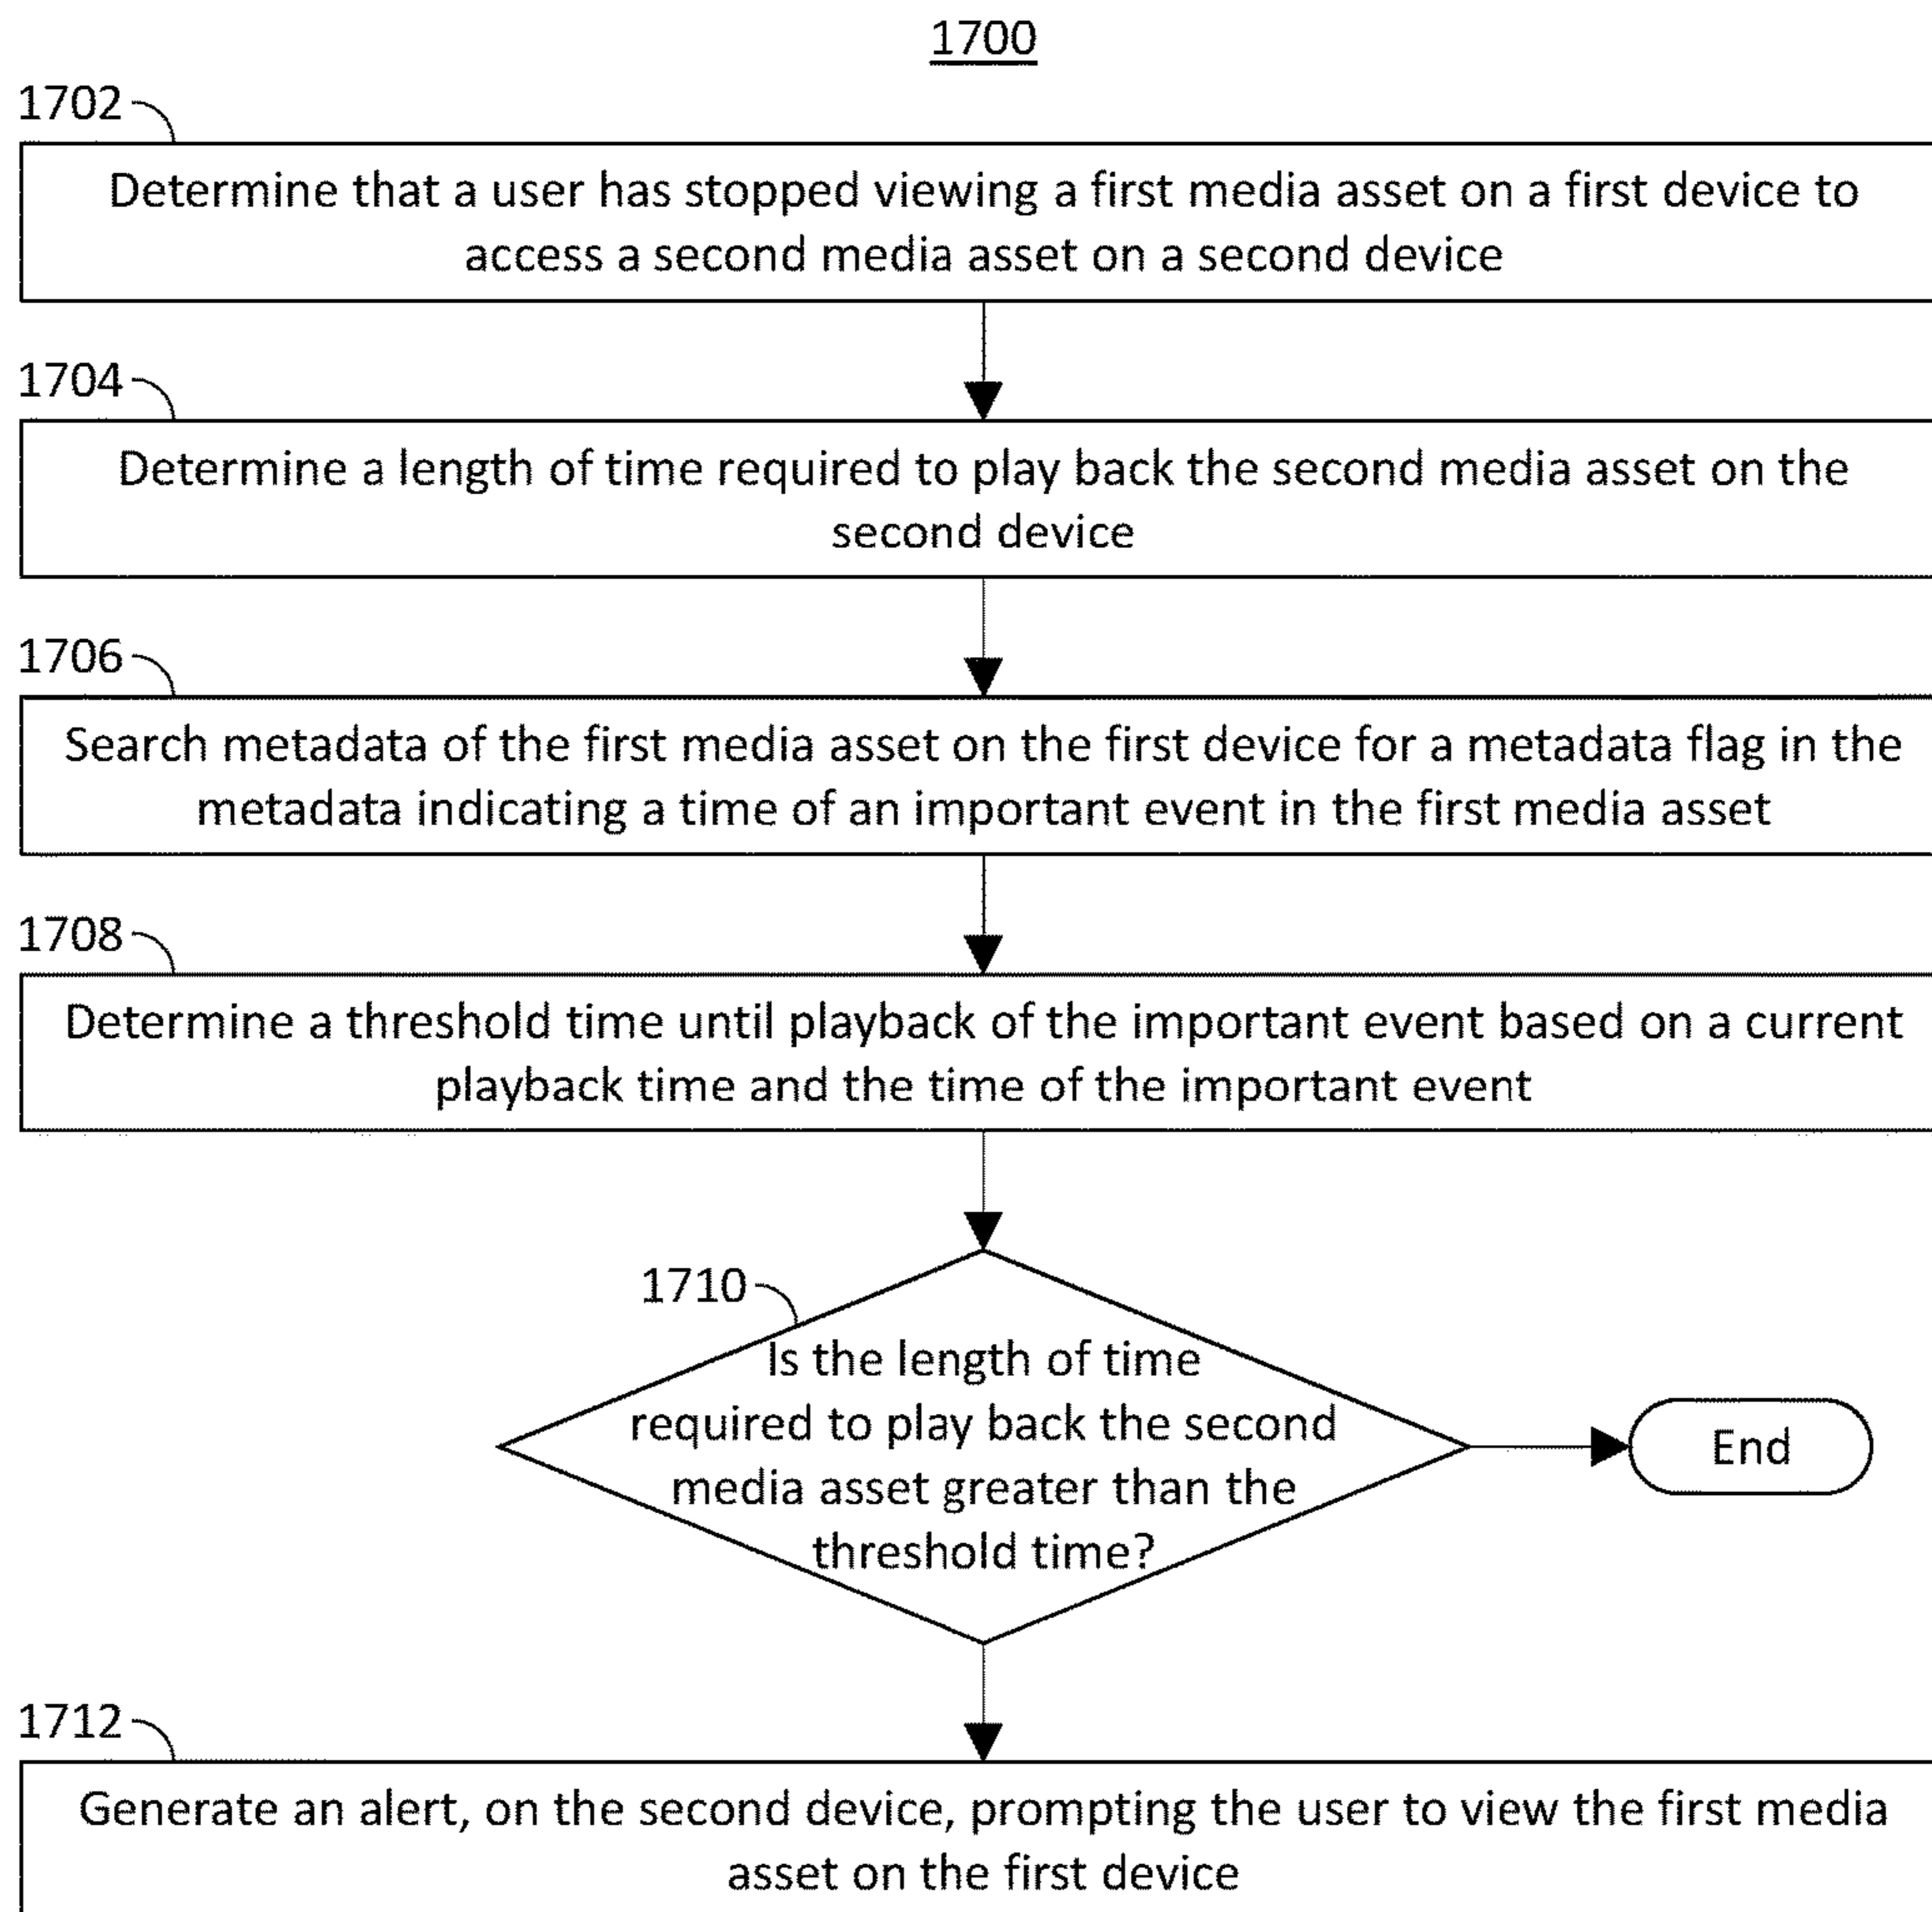 1700
1702
Determine that a user has stopped viewing a first media asset on a first device to
access a second media asset on a second device
1704
Determine a length of time required to play back the second media asset on the
second device
1706
Search metadata of the first media asset on the first device for a metadata flag in the
metadata indicating a time of an important event in the first media asset
1708
Determine a threshold time until playback of the important event based on a current
playback time and the time of the important event
1710
Is the length of time
required to play back the second
media asset greater than the
threshold time?
End
1712
Generate an alert, on the second device, prompting the user to view the first media
asset on the first device